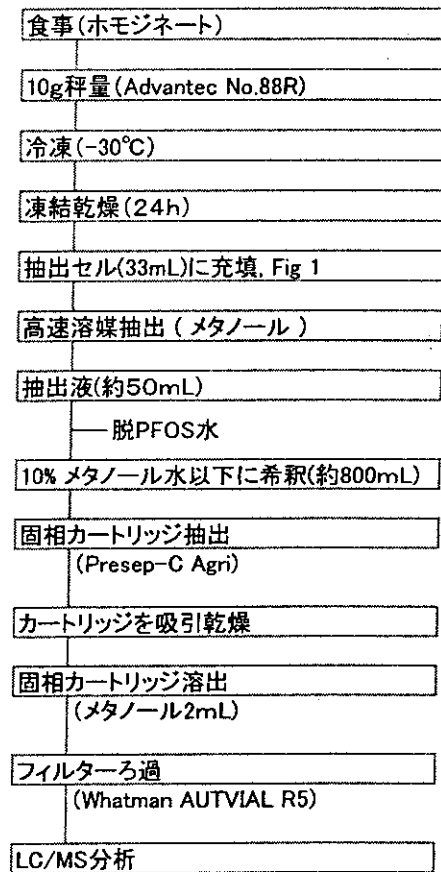 食事(ホモジネート)
10g秤量(Advantec No.88R)
冷凍(-30℃)
凍結乾燥(24h)
抽出セル(33mL)に充填, Fig 1
高速溶媒抽出 ( メタノール )
抽出液(約50mL)
脱PFOS水
10% メタノール水以下に希釈(約800mL)
固相カートリッジ抽出
(Presep-C Agri)
カートリッジを吸引乾燥
固相カートリッジ溶出
(メタノール2mL)
フィルターろ過
(Whatman AUTVIAL R5)
LC/MS分析